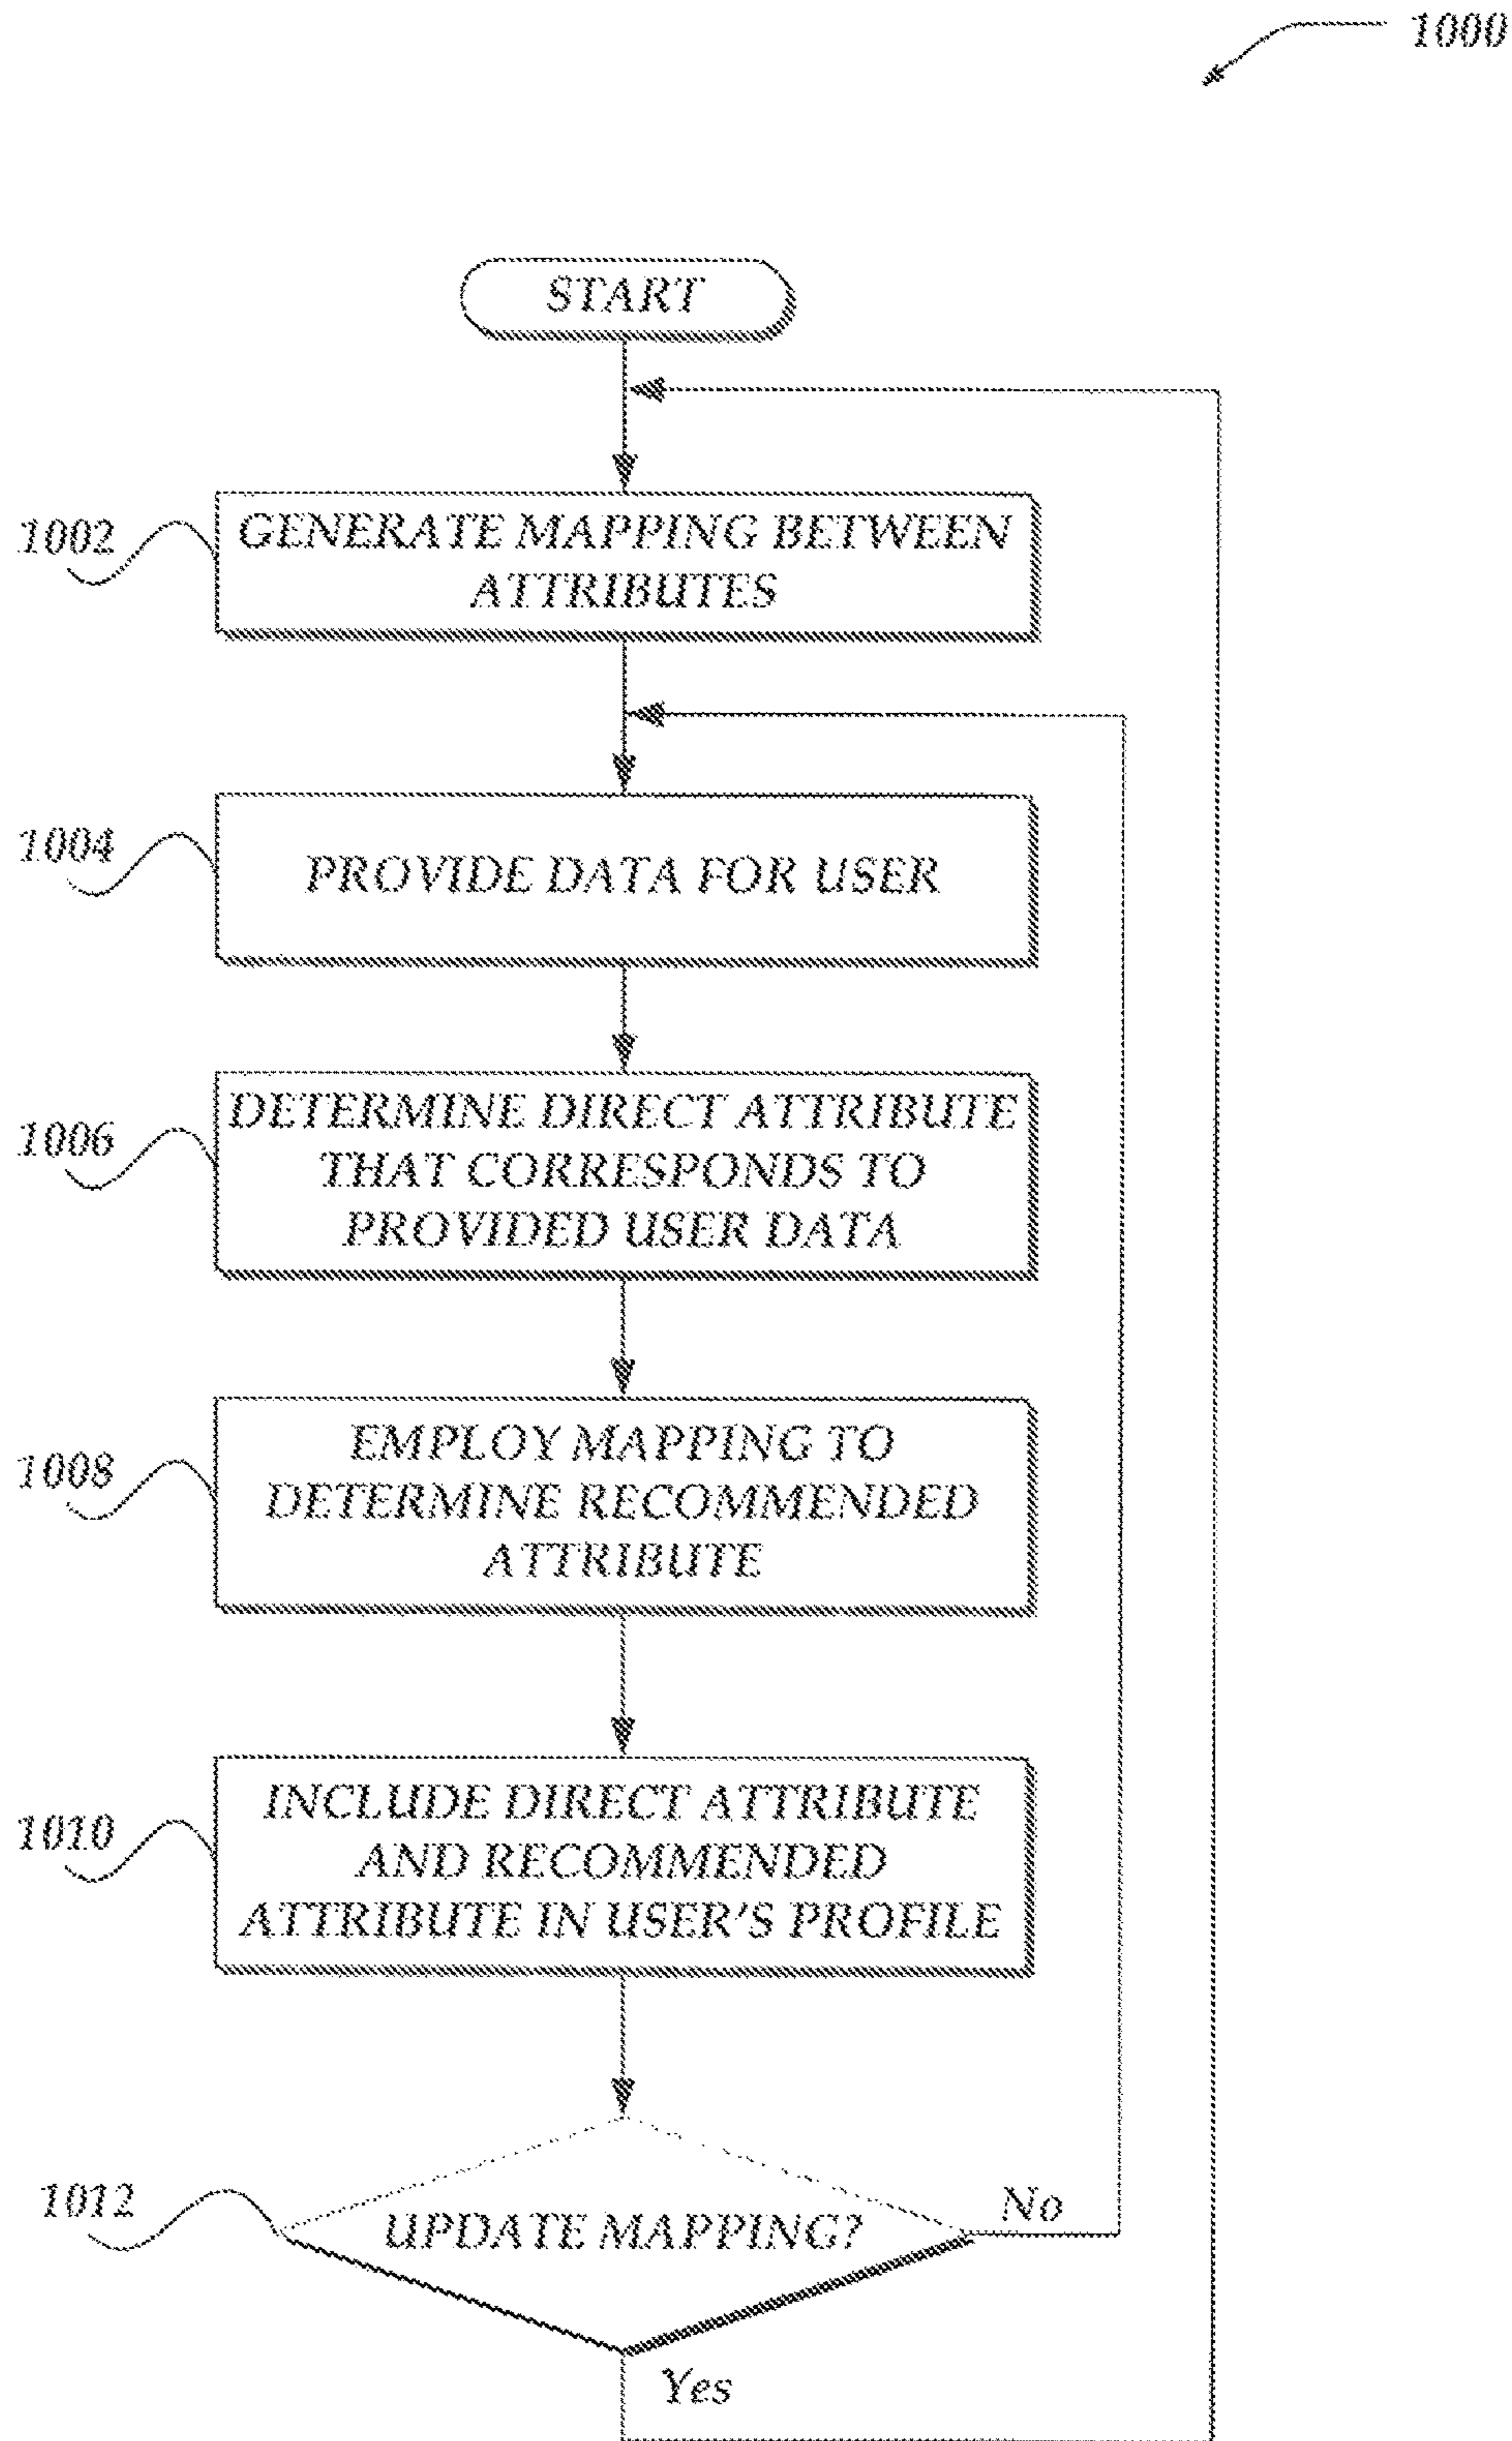 1000
START
1002
GENERATE MAPPING BETWEEN
ATTRIBUTES
1004
PROVIDE DATA FOR USER
1006
DETERMINE DIRECT ATTRIBUTE
THAT CORRESPONDS TO
PROVIDED USER DATA
1008
EMPLOY MAPPING TO
DETERMINE RECOMMENDED
ATTRIBUTE
1010
INCLUDE DIRECT ATTRIBUTE
AND RECOMMENDED
ATTRIBUTE IN USER'S PROFILE
1012
UPDATE MAPPING?
No
Yes